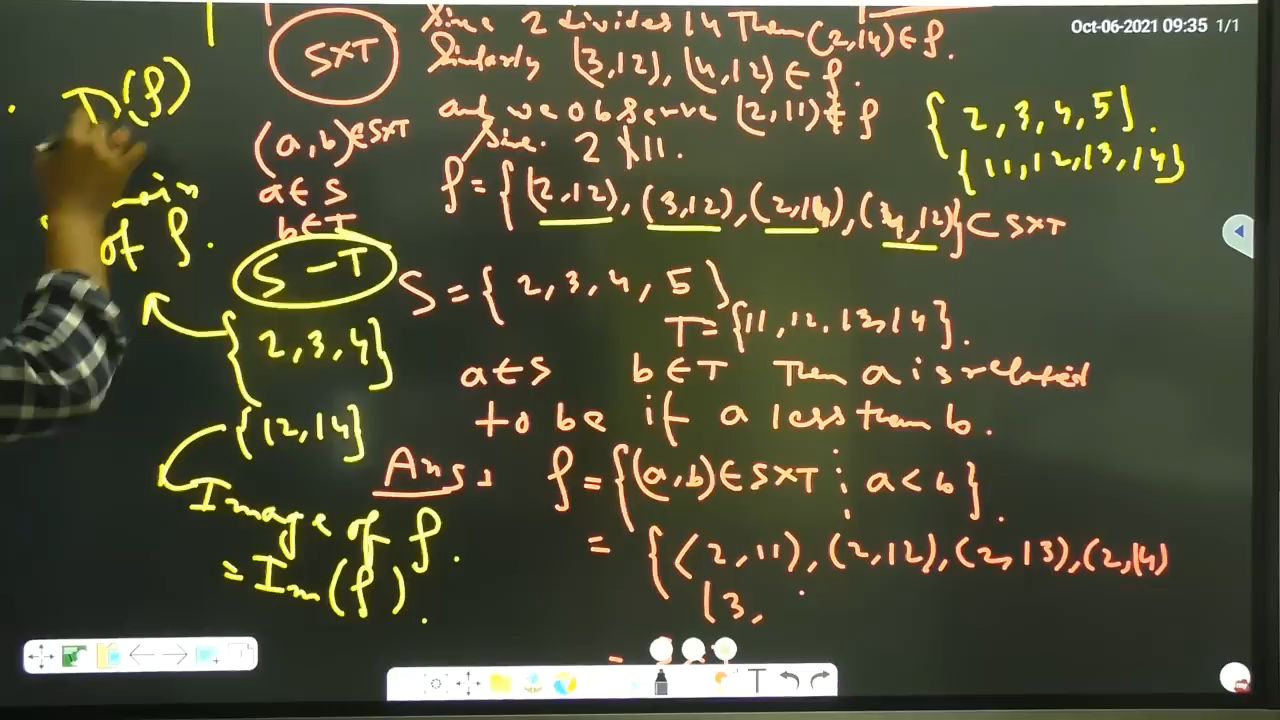 Oct-06-2021 09:35 1/1
Since 2 divides 14 Then (2,14) ∈ ρ.
S×T
Similarly (3,12), (4,12) ∈ ρ.
and we observe (2,11) ∉ ρ
Since 2 ∤ 11.
D(ρ)
{2,3,4,5}.
{11,12,13,14}
(a,b) ∈ S×T
a ∈ S
b ∈ T
ρ = {(2,12), (3,12), (2,14), (4,12)} ⊂ S×T
of ρ.
S – T
S = {2,3,4,5}
T = {11,12,13,14}.
{2,3,4}
a ∈ S b ∈ T Then a is related
to be if a less than b.
{12,14}
Ans: ρ = {(a,b) ∈ S×T : a < b}.
Image of ρ.
= Im(ρ).
= {(2,11), (2,12), (2,13), (2,14)
(3,
T